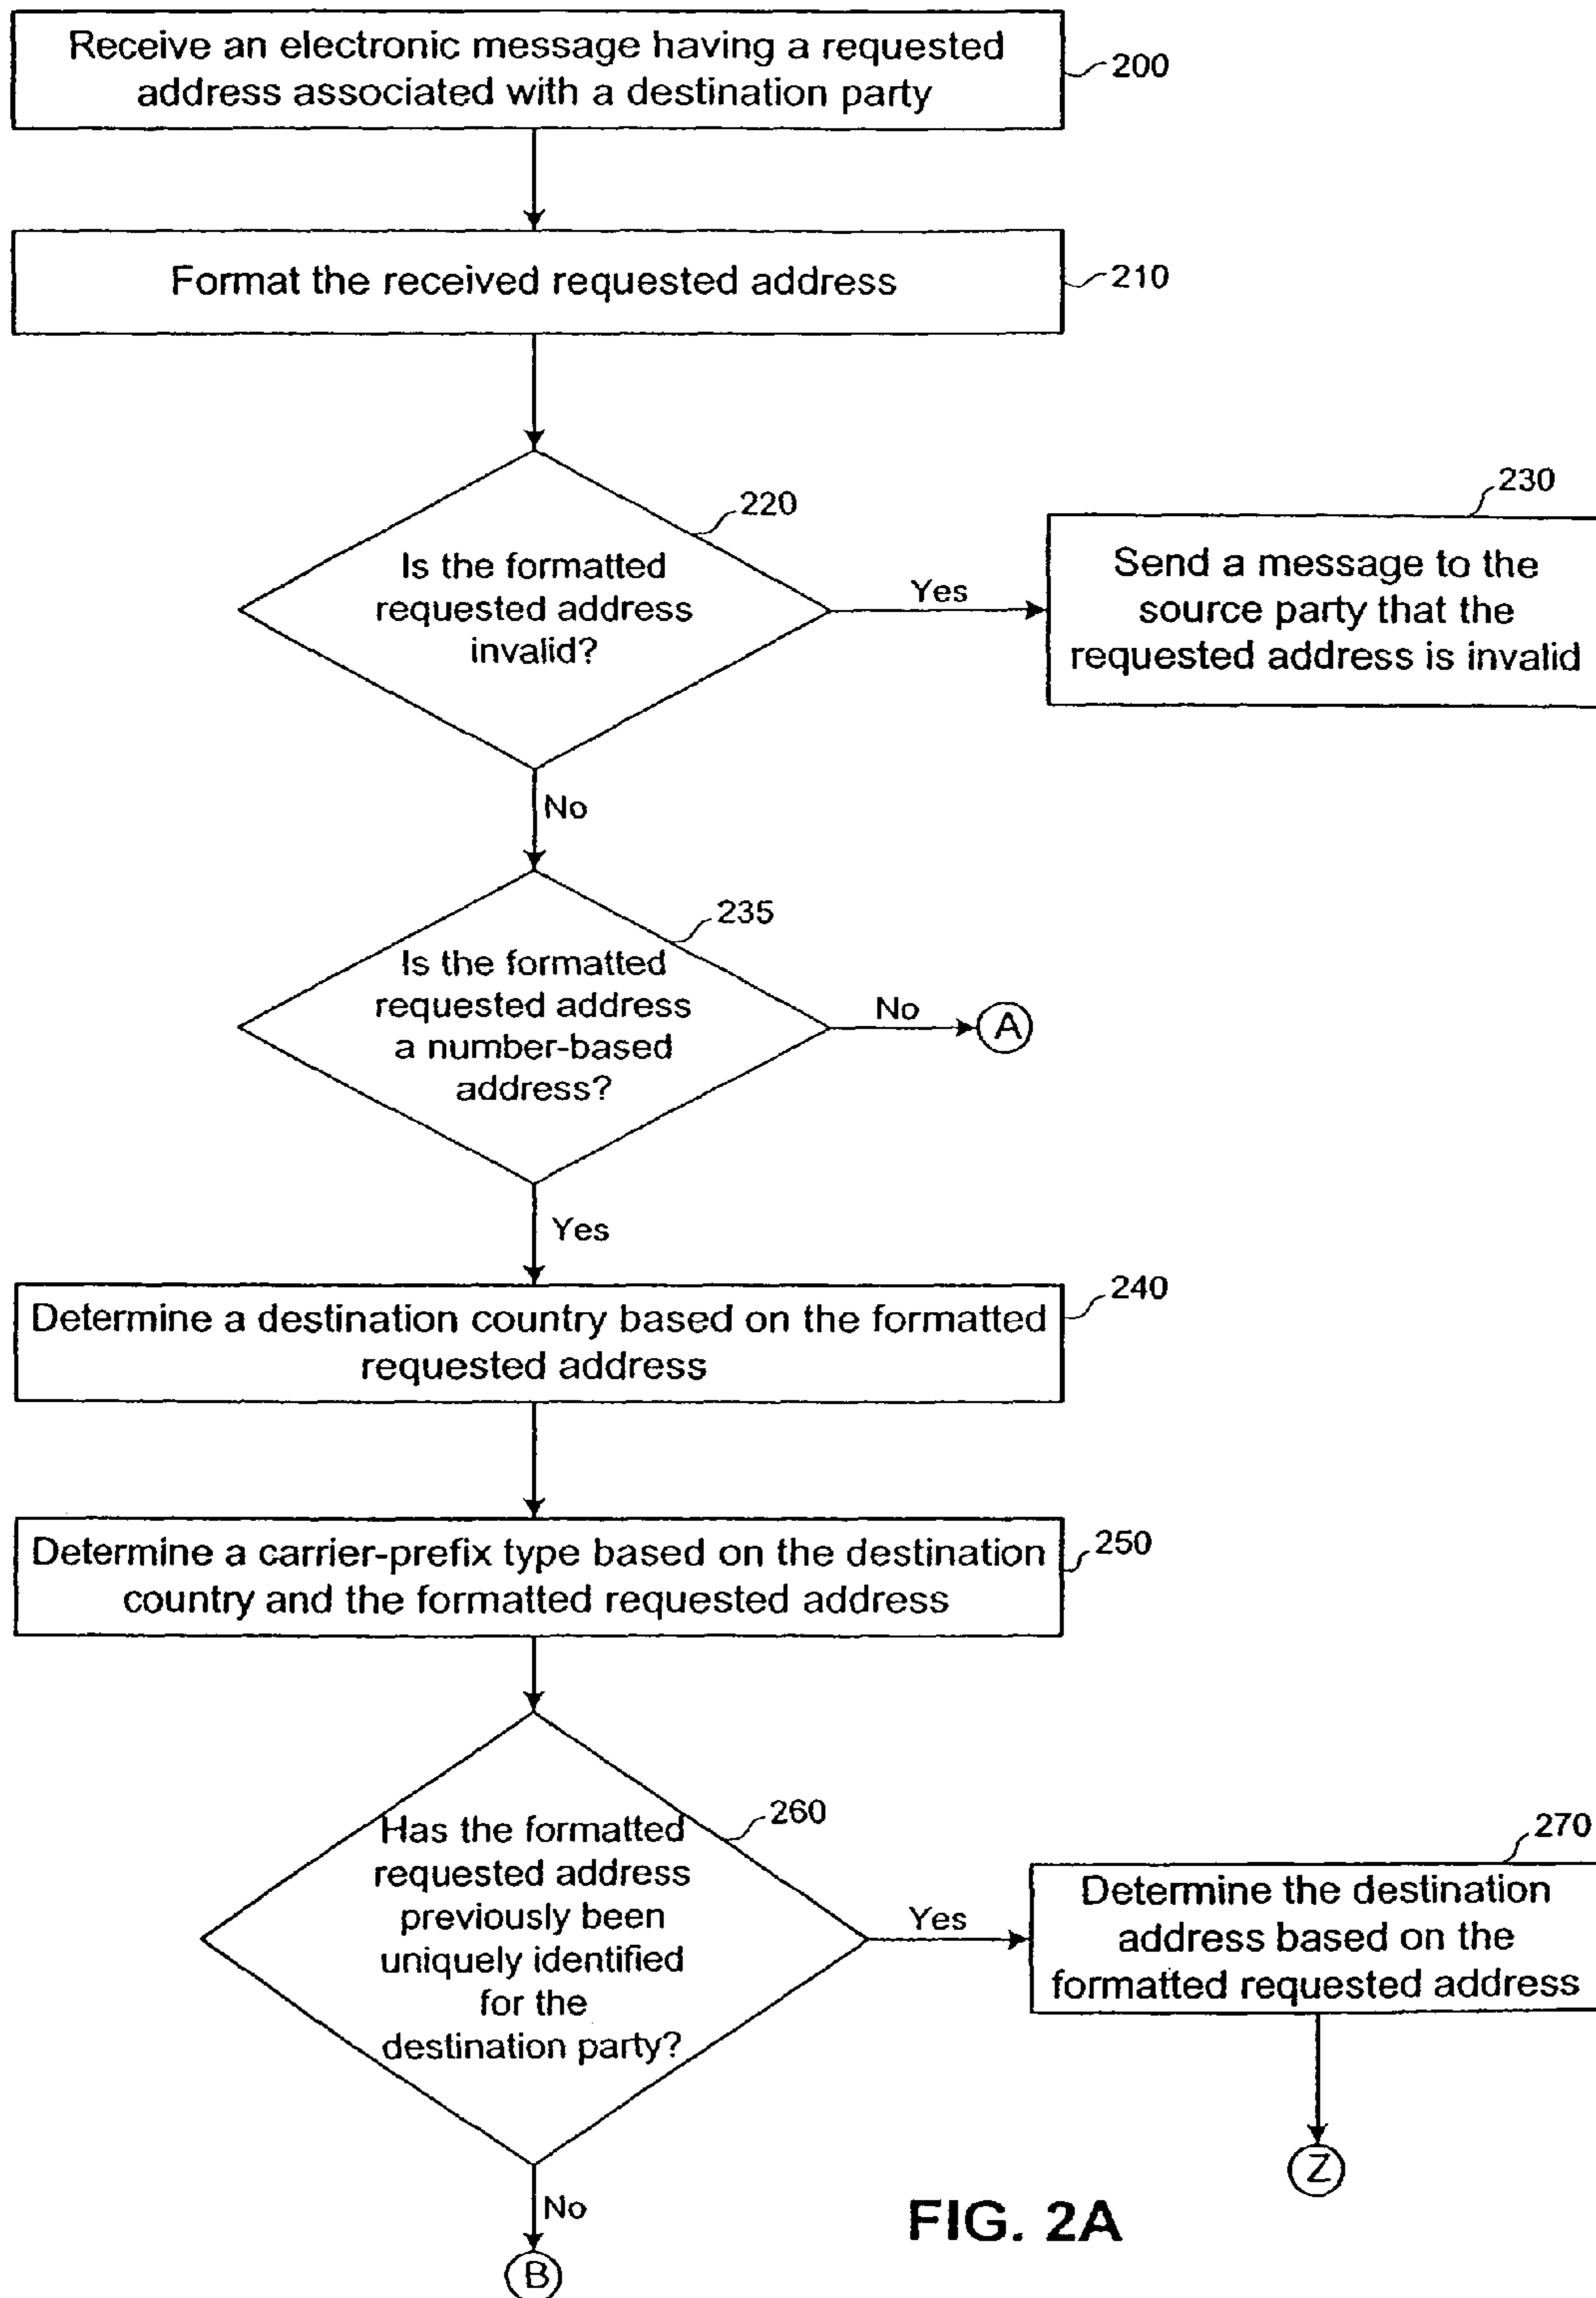 Receive an electronic message having a requested
address associated with a destination party
200
Format the received requested address
210
220
Is the formatted
requested address
invalid?
Yes
230
Send a message to the
source party that the
requested address is invalid
No
235
Is the formatted
requested address
a number-based
address?
No
A
Yes
Determine a destination country based on the formatted
requested address
240
Determine a carrier-prefix type based on the destination
country and the formatted requested address
250
260
Has the formatted
requested address
previously been
uniquely identified
for the
destination party?
Yes
270
Determine the destination
address based on the
formatted requested address
Z
No
B
FIG. 2A